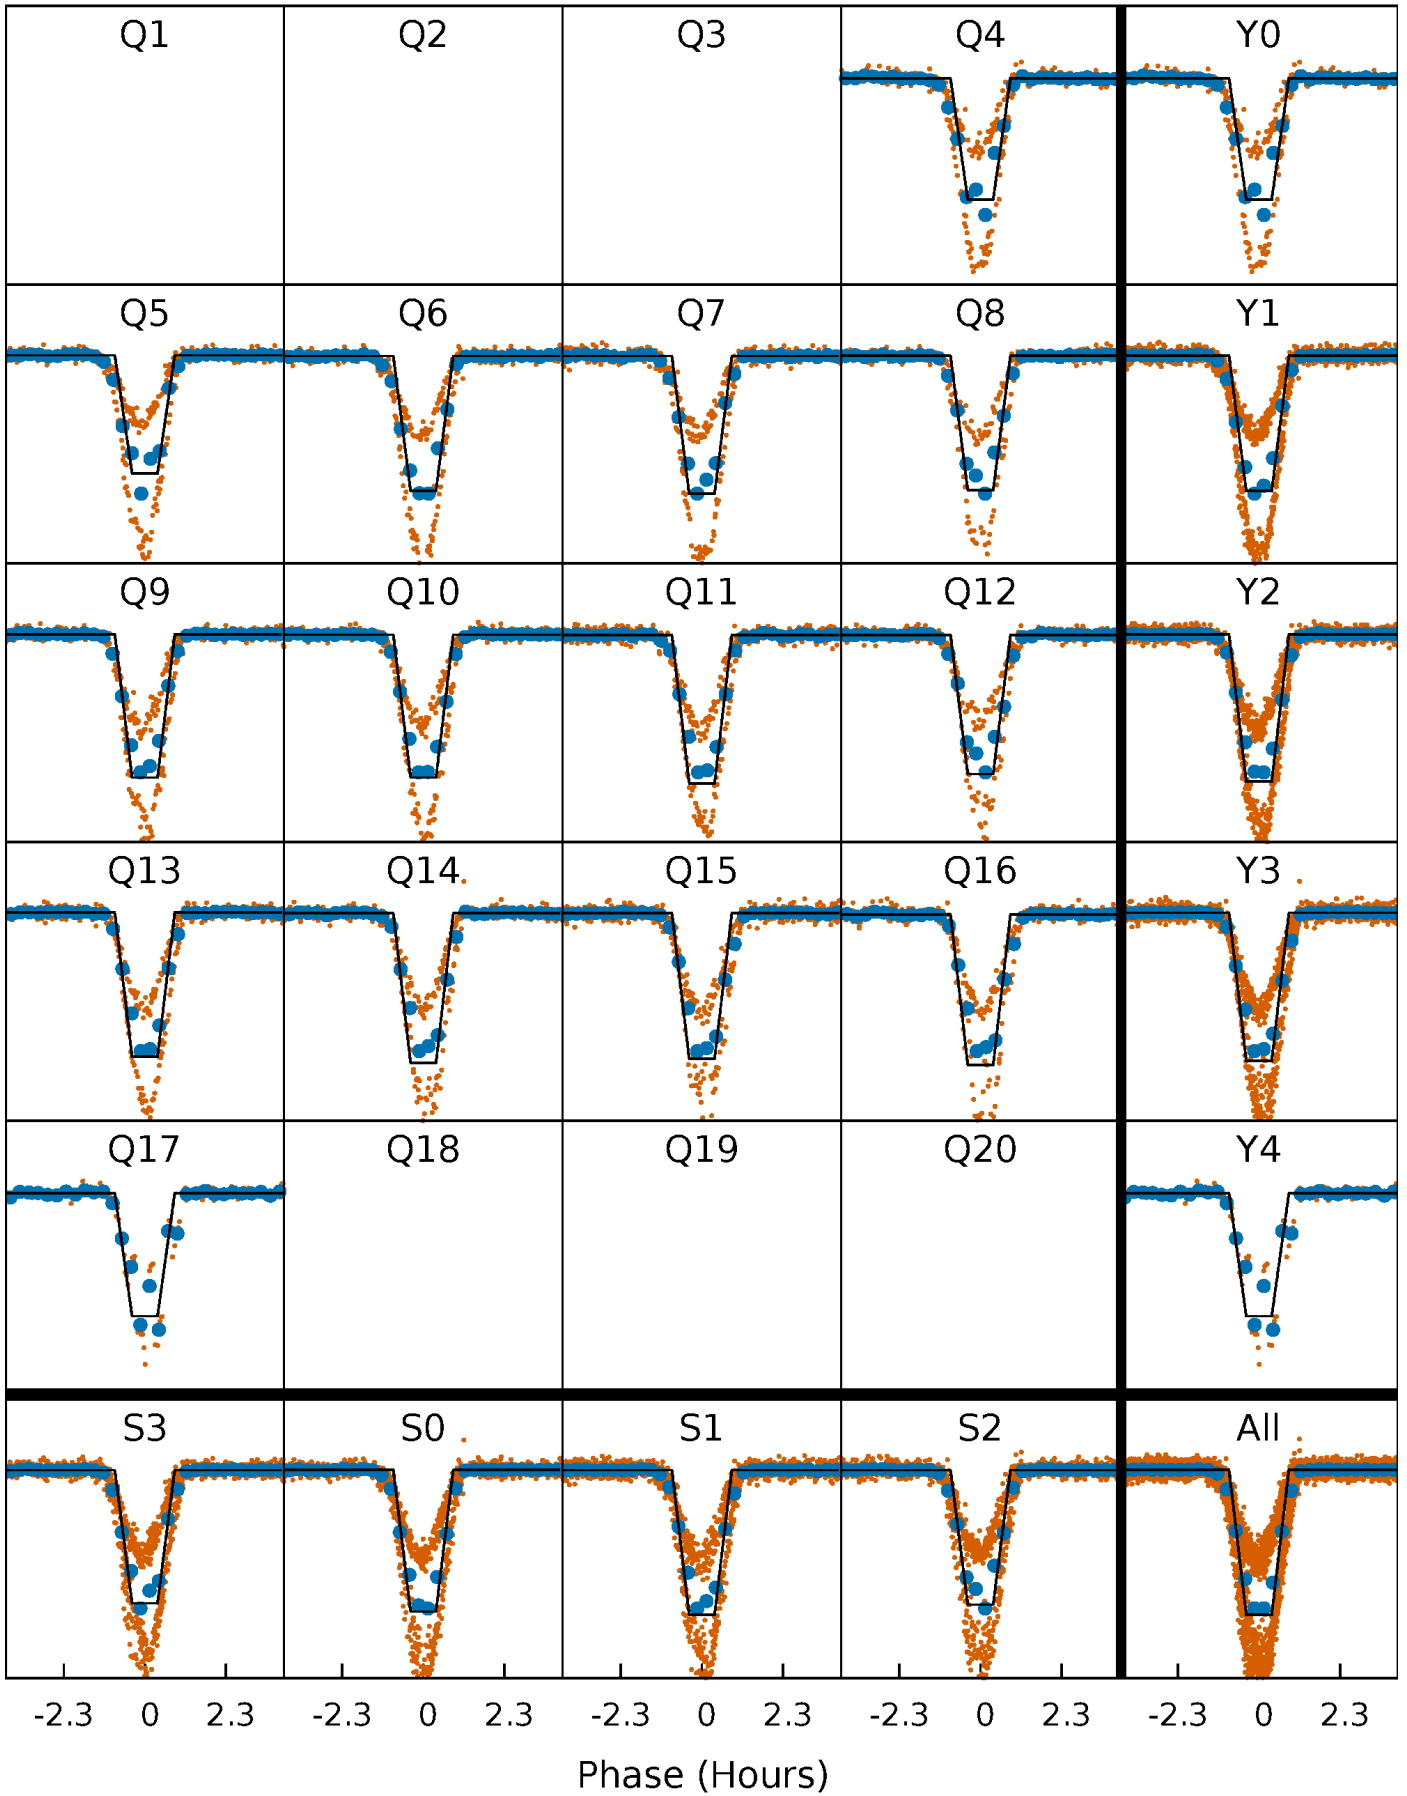 Q1 Q2 Q3 Q4 Y0
Q5 Q6 Q7 Q8 Y1
Q9 Q10 Q11 Q12 Y2
Q13 Q14 Q15 Q16 Y3
Q17 Q18 Q19 Q20 Y4
S3 S0 S1 S2 All
-2.3 0 2.3 -2.3 0 2.3 -2.3 0 2.3 -2.3 0 2.3 -2.3 0 2.3
Phase (Hours)